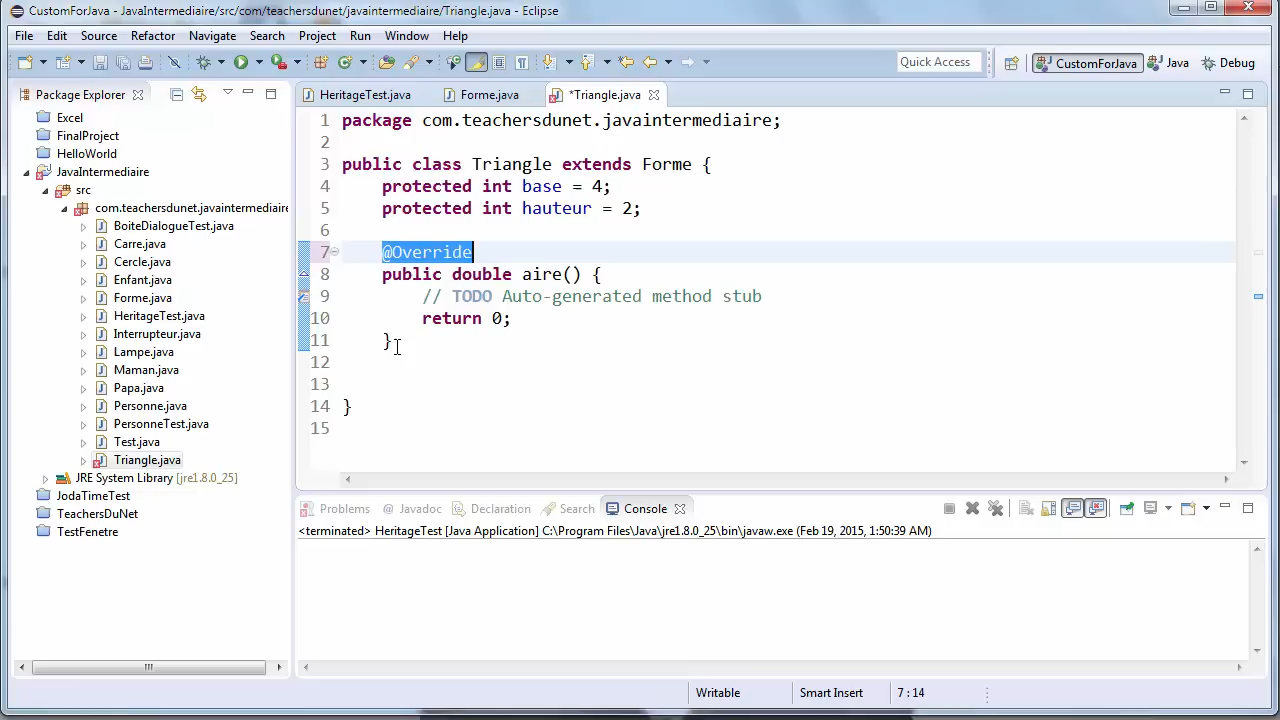 CustomForJava - JavaIntermediaire/src/com/teachersdunet/javaintermediaire/Triangle.java - Eclipse
File Edit Source Refactor Navigate Search Project Run Window Help
Quick Access CustomForJava Java Debug
Package Explorer
Excel
FinalProject
HelloWorld
JavaIntermediaire
src
com.teachersdunet.javaintermediaire
BoiteDialogueTest.java
Carre.java
Cercle.java
Enfant.java
Forme.java
HeritageTest.java
Interrupteur.java
Lampe.java
Maman.java
Papa.java
Personne.java
PersonneTest.java
Test.java
Triangle.java
JRE System Library [jre1.8.0_25]
JodaTimeTest
TeachersDuNet
TestFenetre
HeritageTest.java Forme.java *Triangle.java
1 package com.teachersdunet.javaintermediaire;
2
3 public class Triangle extends Forme {
4 protected int base = 4;
5 protected int hauteur = 2;
6
7 @Override
8 public double aire() {
9 // TODO Auto-generated method stub
10 return 0;
11 }
12
13
14 }
15
Problems Javadoc Declaration Search Console
<terminated> HeritageTest [Java Application] C:\Program Files\Java\jre1.8.0_25\bin\javaw.exe (Feb 19, 2015, 1:50:39 AM)
Writable Smart Insert 7 : 14